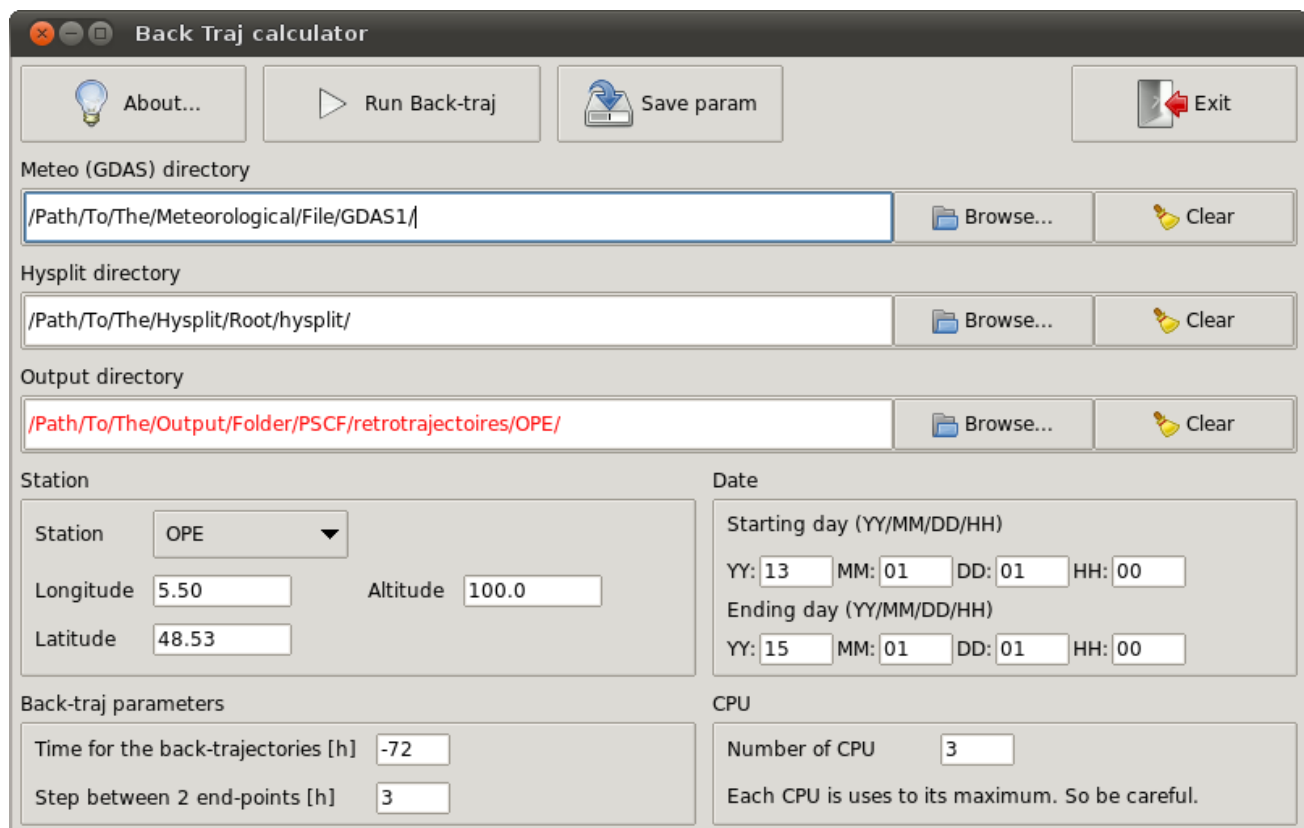 Back Traj calculator
About... Run Back-traj Save param Exit
Meteo (GDAS) directory
/Path/To/The/Meteorological/File/GDAS1/ Browse... Clear
Hysplit directory
/Path/To/The/Hysplit/Root/hysplit/ Browse... Clear
Output directory
/Path/To/The/Output/Folder/PSCF/retrotrajectoires/OPE/ Browse... Clear
Station
Station OPE
Longitude 5.50 Altitude 100.0
Latitude 48.53
Date
Starting day (YY/MM/DD/HH)
YY: 13 MM: 01 DD: 01 HH: 00
Ending day (YY/MM/DD/HH)
YY: 15 MM: 01 DD: 01 HH: 00
Back-traj parameters
Time for the back-trajectories [h] -72
Step between 2 end-points [h] 3
CPU
Number of CPU 3
Each CPU is uses to its maximum. So be careful.